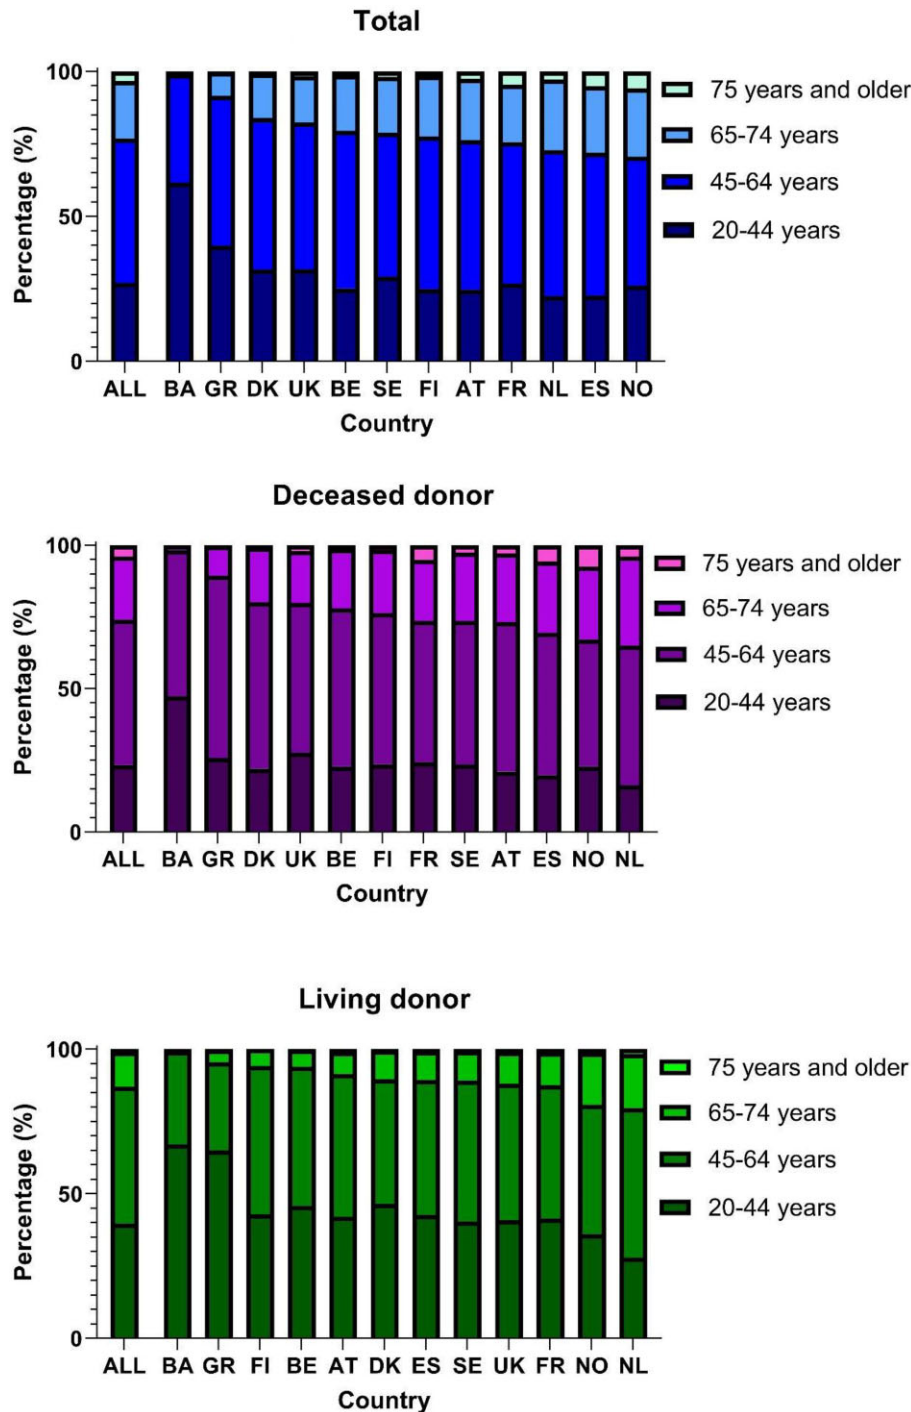 Total
Percentage (%)
100
50
0
ALL BA GR DK UK BE SE FI AT FR NL ES NO
Country
75 years and older
65-74 years
45-64 years
20-44 years
Deceased donor
Percentage (%)
100
50
0
ALL BA GR DK UK BE FI FR SE AT ES NO NL
Country
75 years and older
65-74 years
45-64 years
20-44 years
Living donor
Percentage (%)
100
50
0
ALL BA GR FI BE AT DK ES SE UK FR NO NL
Country
75 years and older
65-74 years
45-64 years
20-44 years